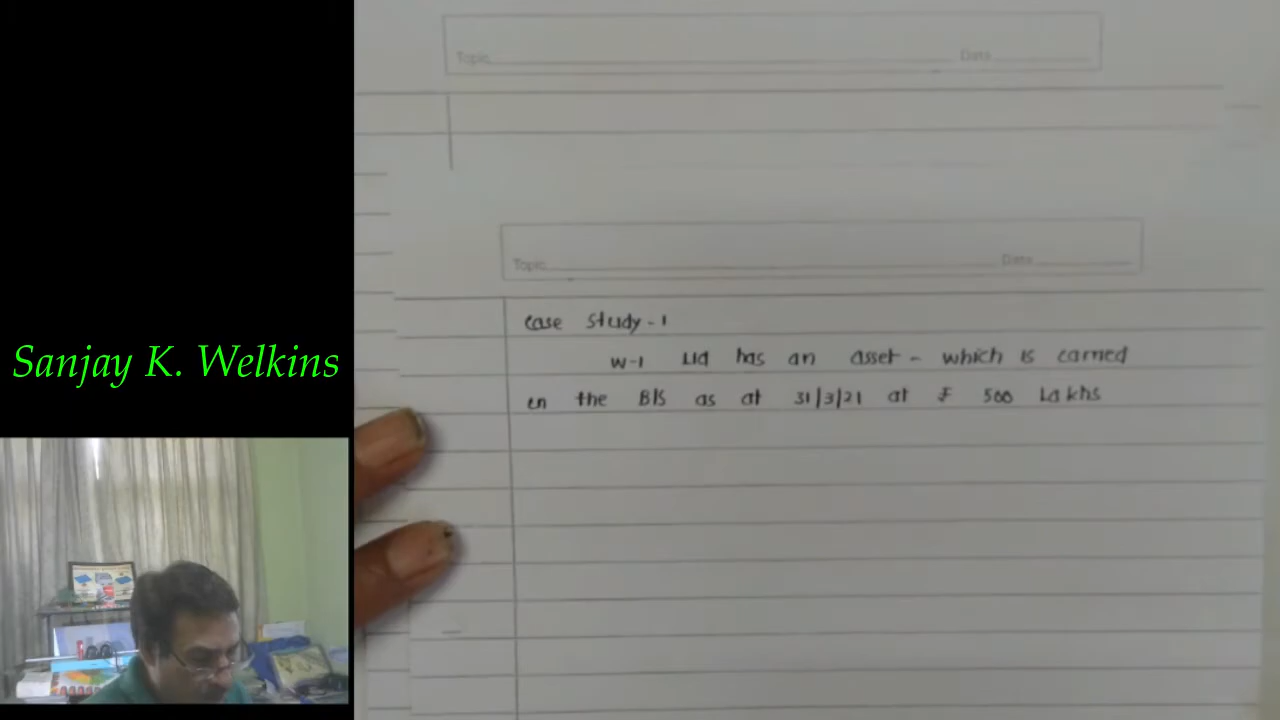 Topic Date
Topic Date
Case Study - 1
W-1 Ltd has an asset - which is carried
in the B/S as at 31/3/21 at ₹ 500 Lakhs
Sanjay K. Welkins